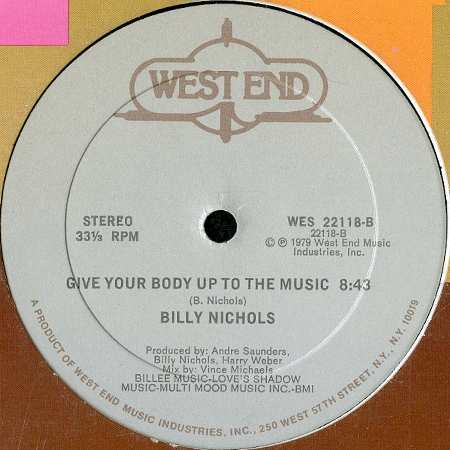 WEST END
STEREO
33⅓ RPM
WES 22118-B
22118-B
© ℗ 1979 West End Music
Industries, Inc.
GIVE YOUR BODY UP TO THE MUSIC 8:43
(B. Nichols)
BILLY NICHOLS
Produced by: Andre Saunders,
Billy Nichols, Harry Weber
Mix by: Vince Michaels
BILLEE MUSIC-LOVE'S SHADOW
MUSIC-MULTI MOOD MUSIC INC.-BMI
A PRODUCT OF WEST END MUSIC INDUSTRIES, INC., 250 WEST 57TH STREET, N.Y., N.Y. 10019